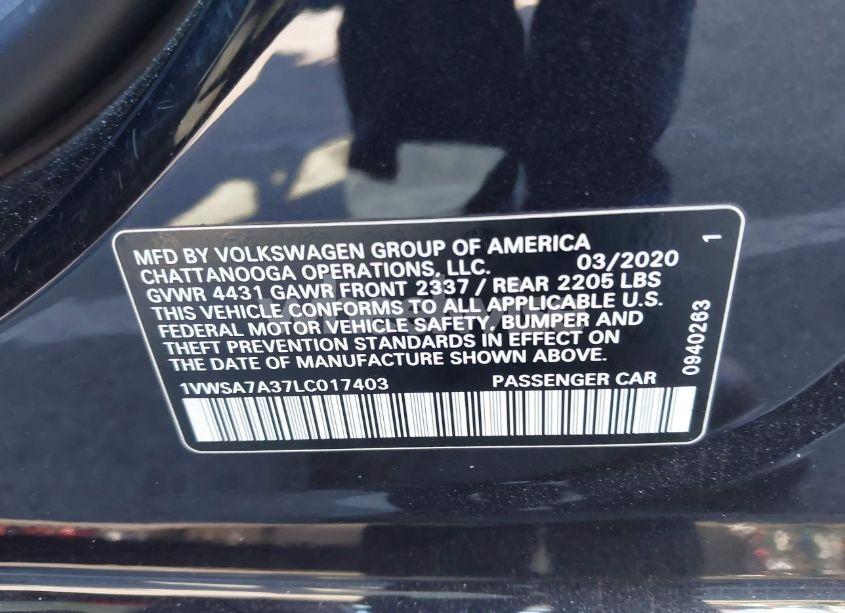 MFD BY VOLKSWAGEN GROUP OF AMERICA
CHATTANOOGA OPERATIONS, LLC. 03/2020
GVWR 4431 GAWR FRONT 2337 / REAR 2205 LBS
THIS VEHICLE CONFORMS TO ALL APPLICABLE U.S.
FEDERAL MOTOR VEHICLE SAFETY, BUMPER AND
THEFT PREVENTION STANDARDS IN EFFECT ON
THE DATE OF MANUFACTURE SHOWN ABOVE.
1VWSA7A37LC017403 PASSENGER CAR
0940263
1